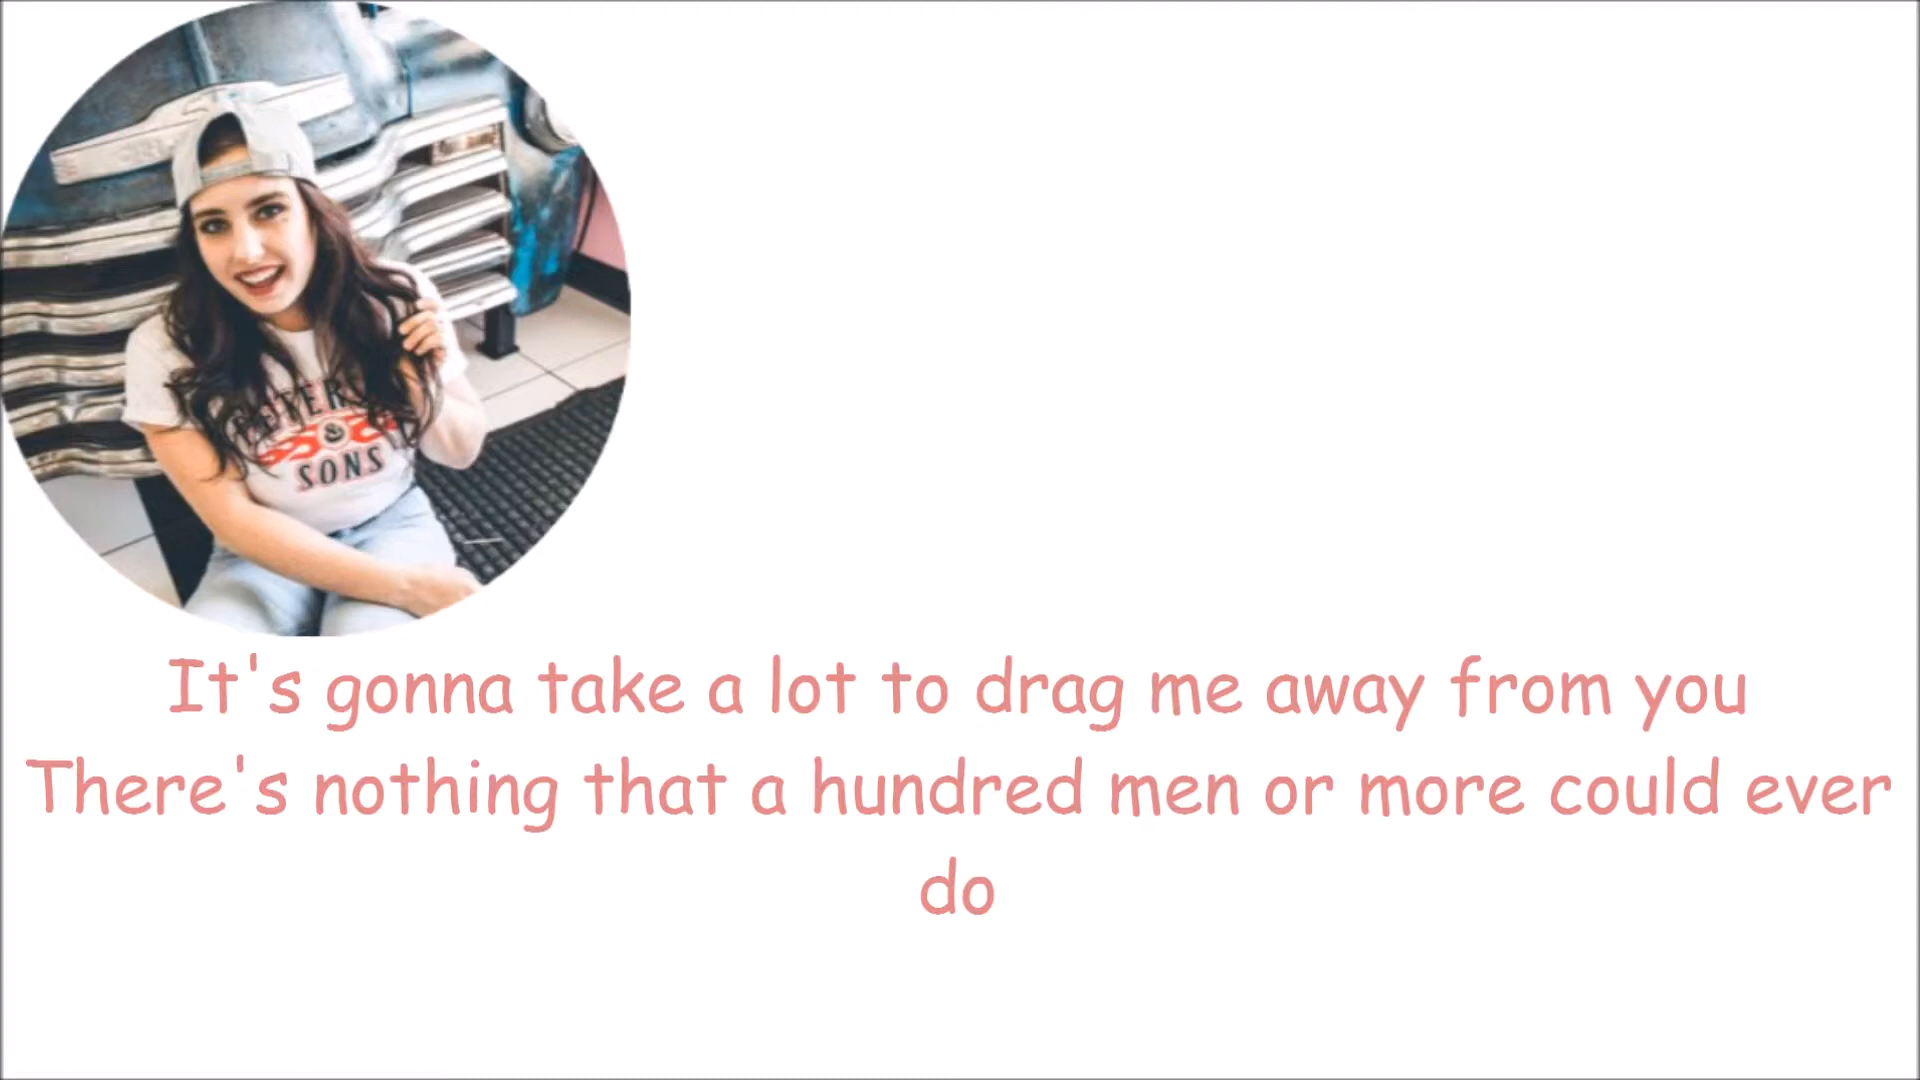 SONS
It's gonna take a lot to drag me away from you
There's nothing that a hundred men or more could ever
do